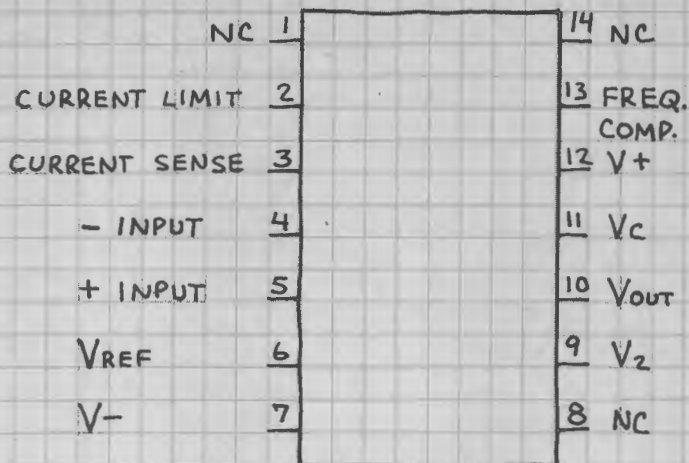 NC 1
CURRENT LIMIT 2
CURRENT SENSE 3
- INPUT 4
+ INPUT 5
VREF 6
V- 7
14 NC
13 FREQ.
COMP.
12 V+
11 VC
10 VOUT
9 VZ
8 NC